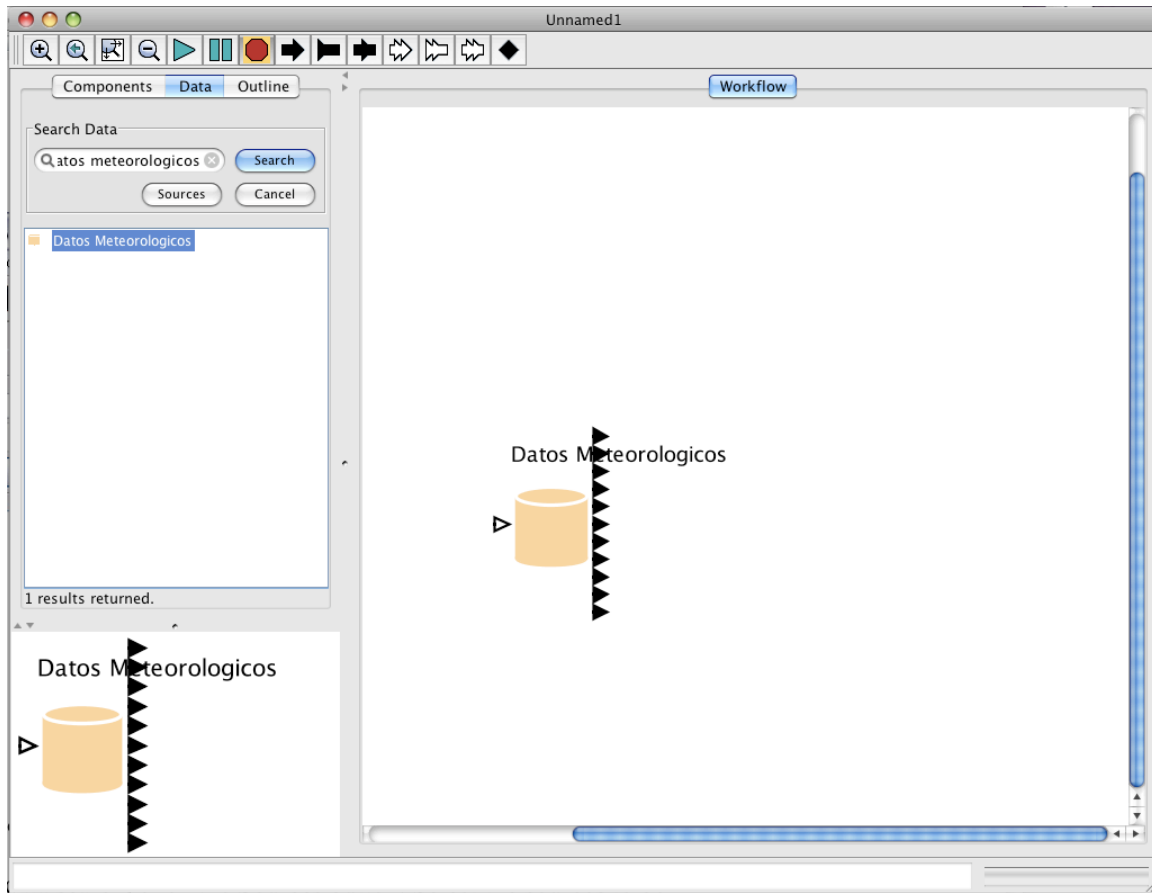 Unnamed1
Components Data Outline
Workflow
Search Data
atos meteorologicos
Search
Sources
Cancel
Datos Meteorologicos
1 results returned.
Datos Meteorologicos
Datos Meteorologicos